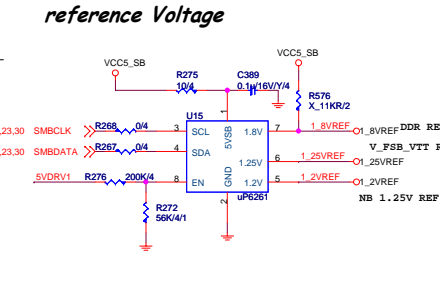 reference Voltage
VCC5_SB
VCC5_SB
R275
10/4
C389
0.1u/16V/Y/4
R576
X_11KR/2
U15
1
5VSB
,23,30 SMBCLK
R268
0/4
3 SCL
1.8V 7
1_8VREF
1_8VREF
DDR RE
,23,30 SMBDATA
R267
0/4
4 SDA
V_FSB_VTT R
1.25V 6
1_25VREF
1_25VREF
5VDRV1
R276
200K/4
8 EN
GND
2
1.2V 5
1_2VREF
1_2VREF
uP6261
NB 1.25V REF
R272
56K/4/1